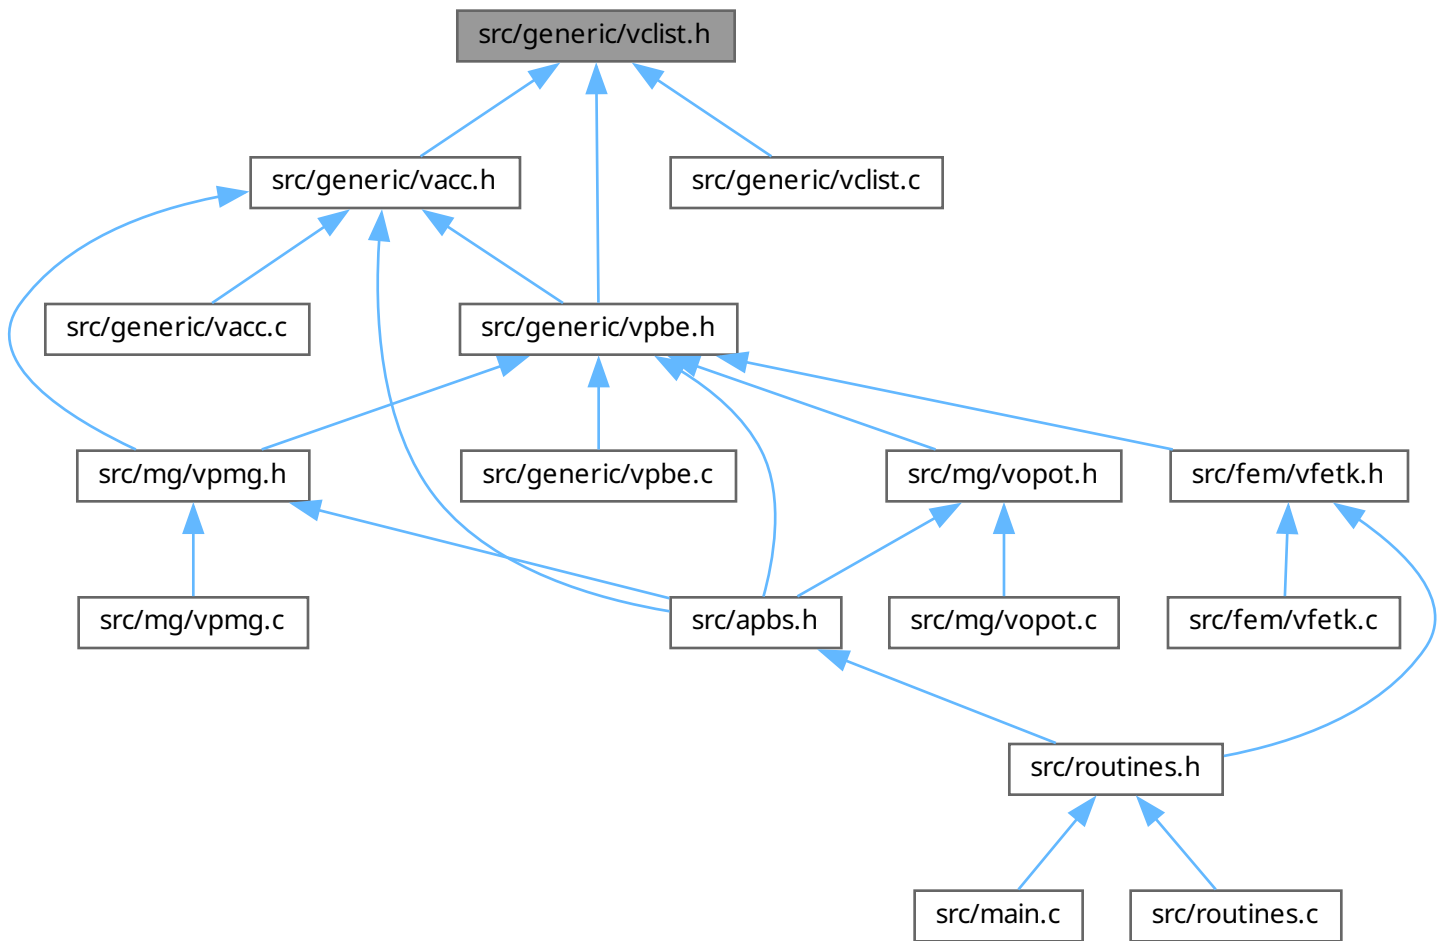 src/generic/vclist.h
src/generic/vacc.h
src/generic/vclist.c
src/generic/vacc.c
src/generic/vpbe.h
src/mg/vpmg.h
src/generic/vpbe.c
src/mg/vopot.h
src/fem/vfetk.h
src/mg/vpmg.c
src/apbs.h
src/mg/vopot.c
src/fem/vfetk.c
src/routines.h
src/main.c
src/routines.c